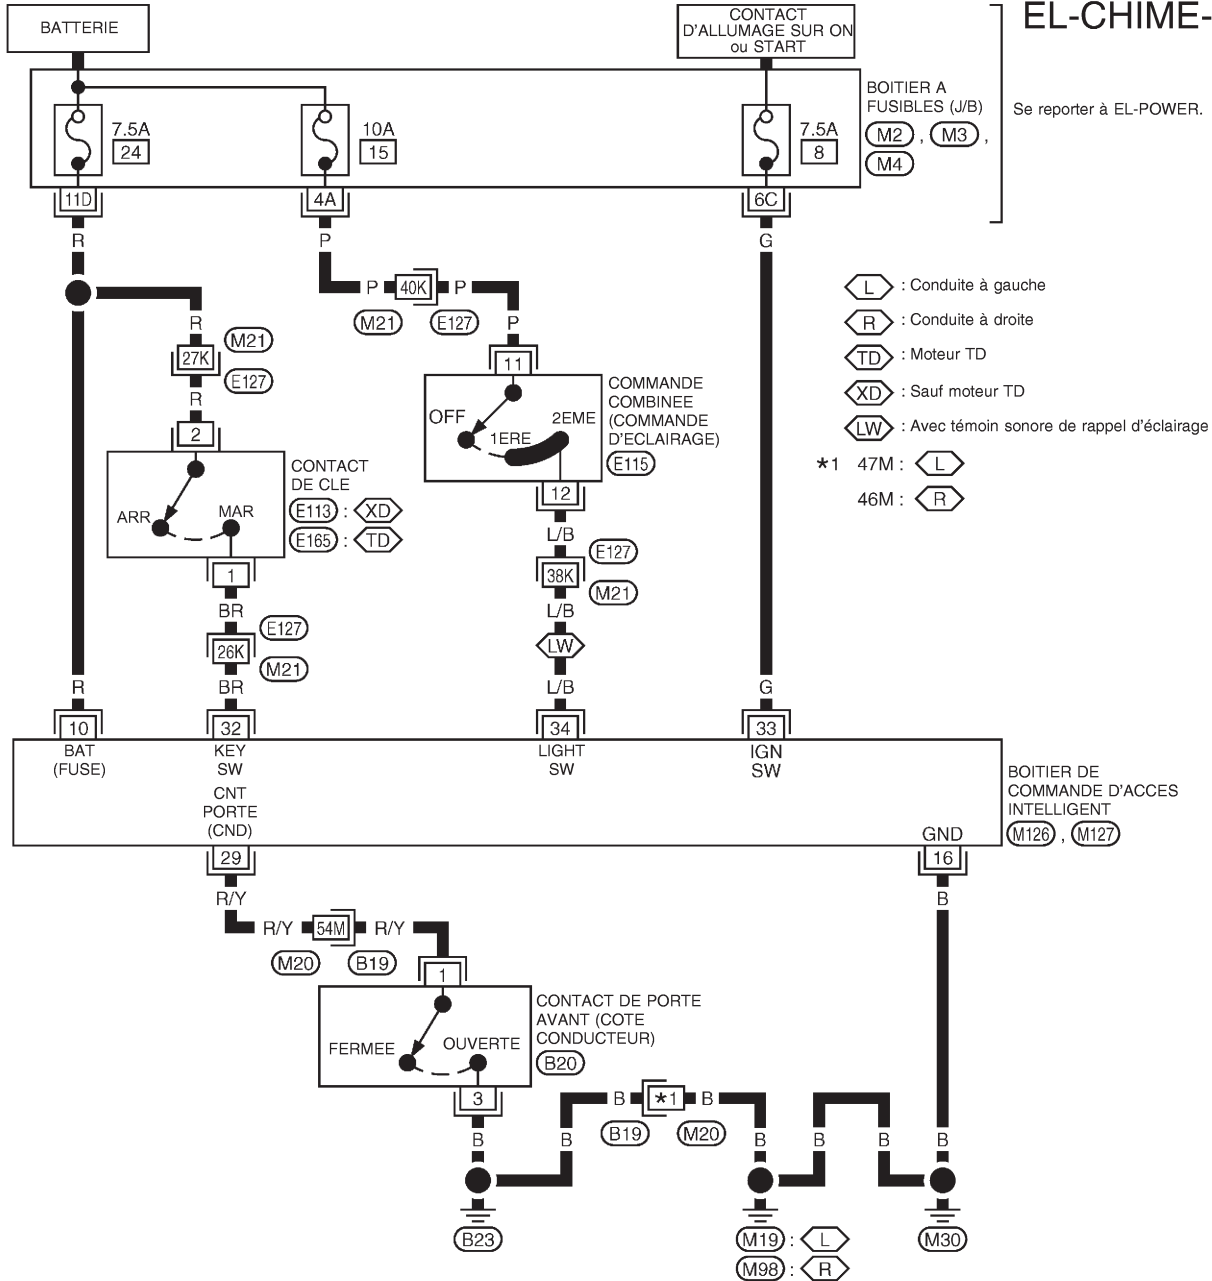 EL-CHIME-
BATTERIE
CONTACT
D'ALLUMAGE SUR ON
ou START
BOITIER A
FUSIBLES (J/B)
M2 , M3 ,
M4
Se reporter à EL-POWER.
7.5A
24
10A
15
7.5A
8
11D
4A
6C
R
P
G
P 40K P
M21 E127
R
M21
27K
E127
R
P
L : Conduite à gauche
R : Conduite à droite
TD : Moteur TD
XD : Sauf moteur TD
LW : Avec témoin sonore de rappel d'éclairage
*1 47M : L
46M : R
2
11
COMMANDE
COMBINEE
(COMMANDE
D'ECLAIRAGE)
E115
OFF
1ERE
2EME
12
CONTACT
DE CLE
E113 : XD
E165 : TD
ARR
MAR
1
L/B
E127
38K
M21
L/B
LW
L/B
BR
E127
26K
M21
BR
R
G
10
32
34
33
BAT
(FUSE)
KEY
SW
LIGHT
SW
IGN
SW
CNT
PORTE
(CND)
GND
BOITIER DE
COMMANDE D'ACCES
INTELLIGENT
M126 , M127
29
16
R/Y
B
R/Y 54M R/Y
M20 B19
1
CONTACT DE PORTE
AVANT (COTE
CONDUCTEUR)
B20
FERMEE
OUVERTE
3
B *1 B
B19 M20
B
B
B
B
B
B
B23
M19 : L
M98 : R
M30